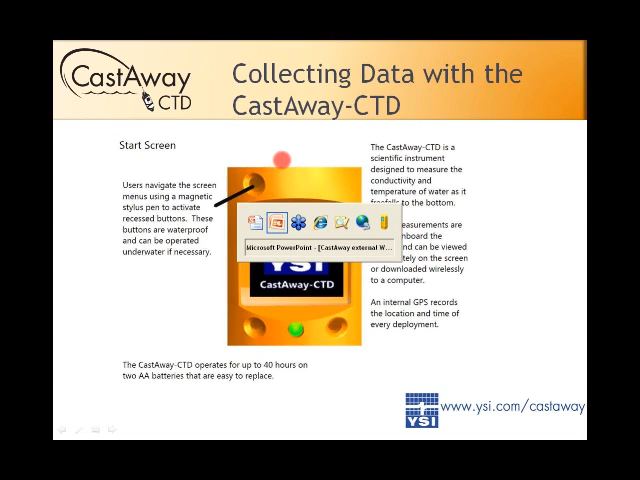 CastAway
CTD
Collecting Data with the
CastAway-CTD
Start Screen
Users navigate the screen
menus using a magnetic
stylus pen to activate
recessed buttons. These
buttons are waterproof
and can be operated
underwater if necessary.
The CastAway-CTD is a
scientific instrument
designed to measure the
conductivity and
temperature of water as it
freefalls to the bottom.
easurements are
nboard the
nd can be viewed
tely on the screen
or downloaded wirelessly
to a computer.
An internal GPS records
the location and time of
every deployment.
Microsoft PowerPoint - [CastAway external W...
YSI
CastAway-CTD
The CastAway-CTD operates for up to 40 hours on
two AA batteries that are easy to replace.
YSI
www.ysi.com/castaway